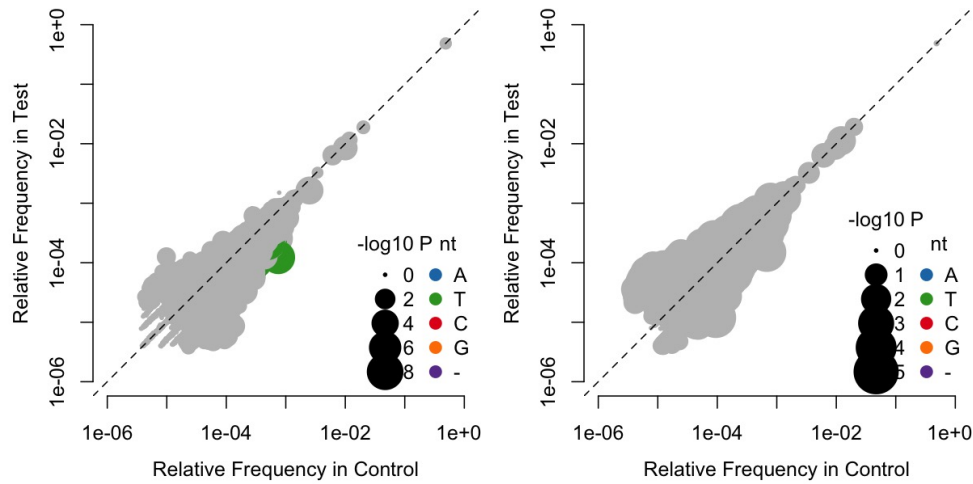 1e+0
1e-02
1e-04
1e-06
Relative Frequency in Test
-log10 P nt
0 A
2 T
4 C
6 G
8 -
1e-06 1e-04 1e-02 1e+0
Relative Frequency in Control
1e+0
1e-02
1e-04
1e-06
Relative Frequency in Test
-log10 P
0 nt
1 A
2 T
3 C
4 G
5 -
1e-06 1e-04 1e-02 1e+0
Relative Frequency in Control